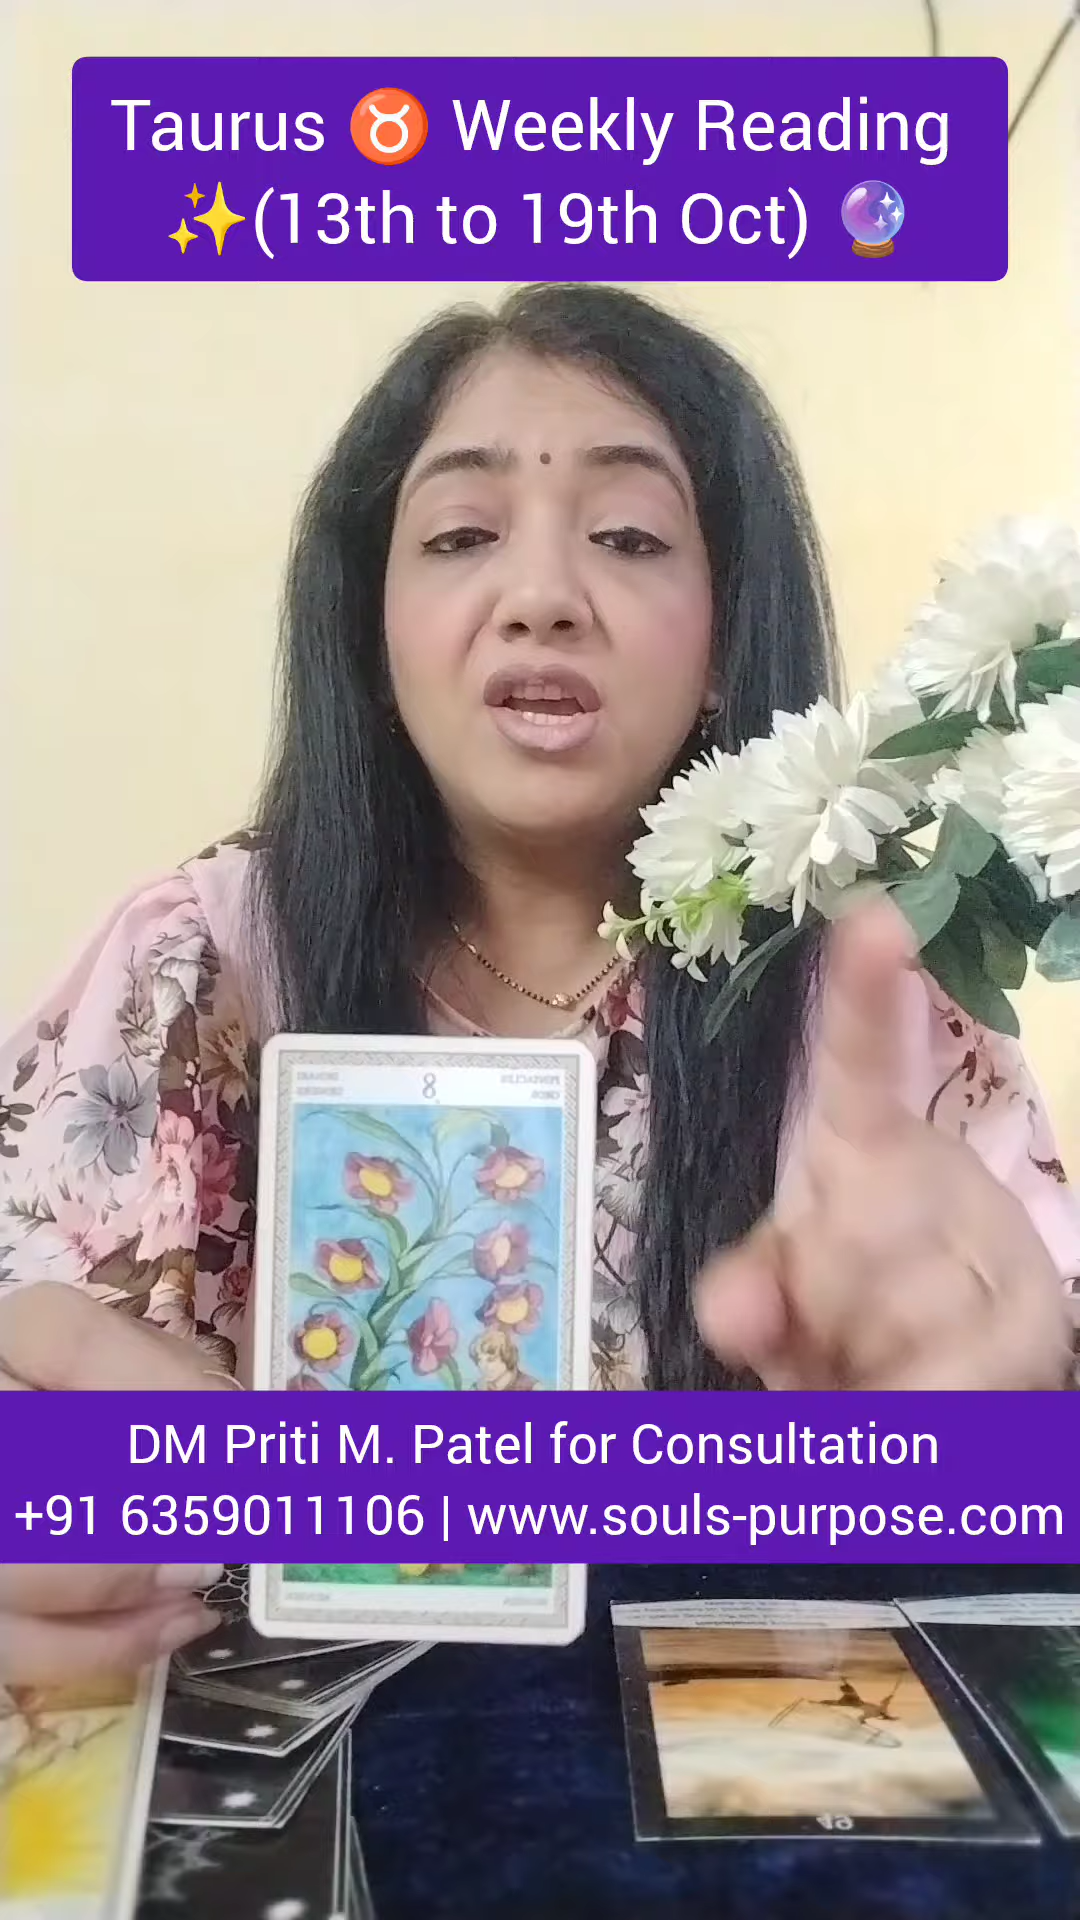 Taurus ♉ Weekly Reading
✨(13th to 19th Oct) 🔮
8
DM Priti M. Patel for Consultation
+91 6359011106 | www.souls-purpose.com
49